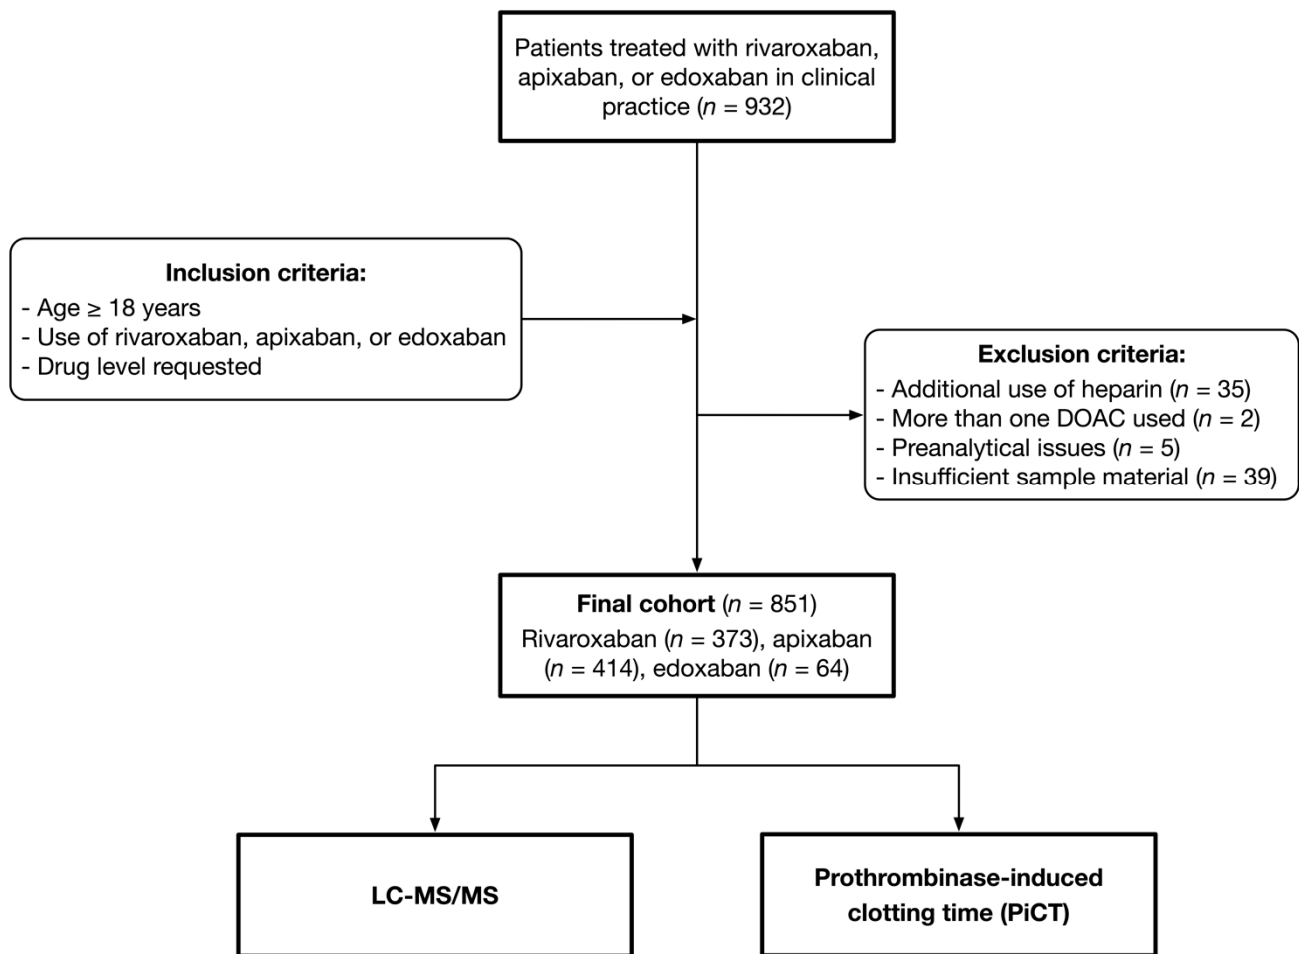 Patients treated with rivaroxaban,
apixaban, or edoxaban in clinical
practice (n = 932)
Inclusion criteria:
- Age ≥ 18 years
- Use of rivaroxaban, apixaban, or edoxaban
- Drug level requested
Exclusion criteria:
- Additional use of heparin (n = 35)
- More than one DOAC used (n = 2)
- Preanalytical issues (n = 5)
- Insufficient sample material (n = 39)
Final cohort (n = 851)
Rivaroxaban (n = 373), apixaban
(n = 414), edoxaban (n = 64)
LC-MS/MS
Prothrombinase-induced
clotting time (PiCT)